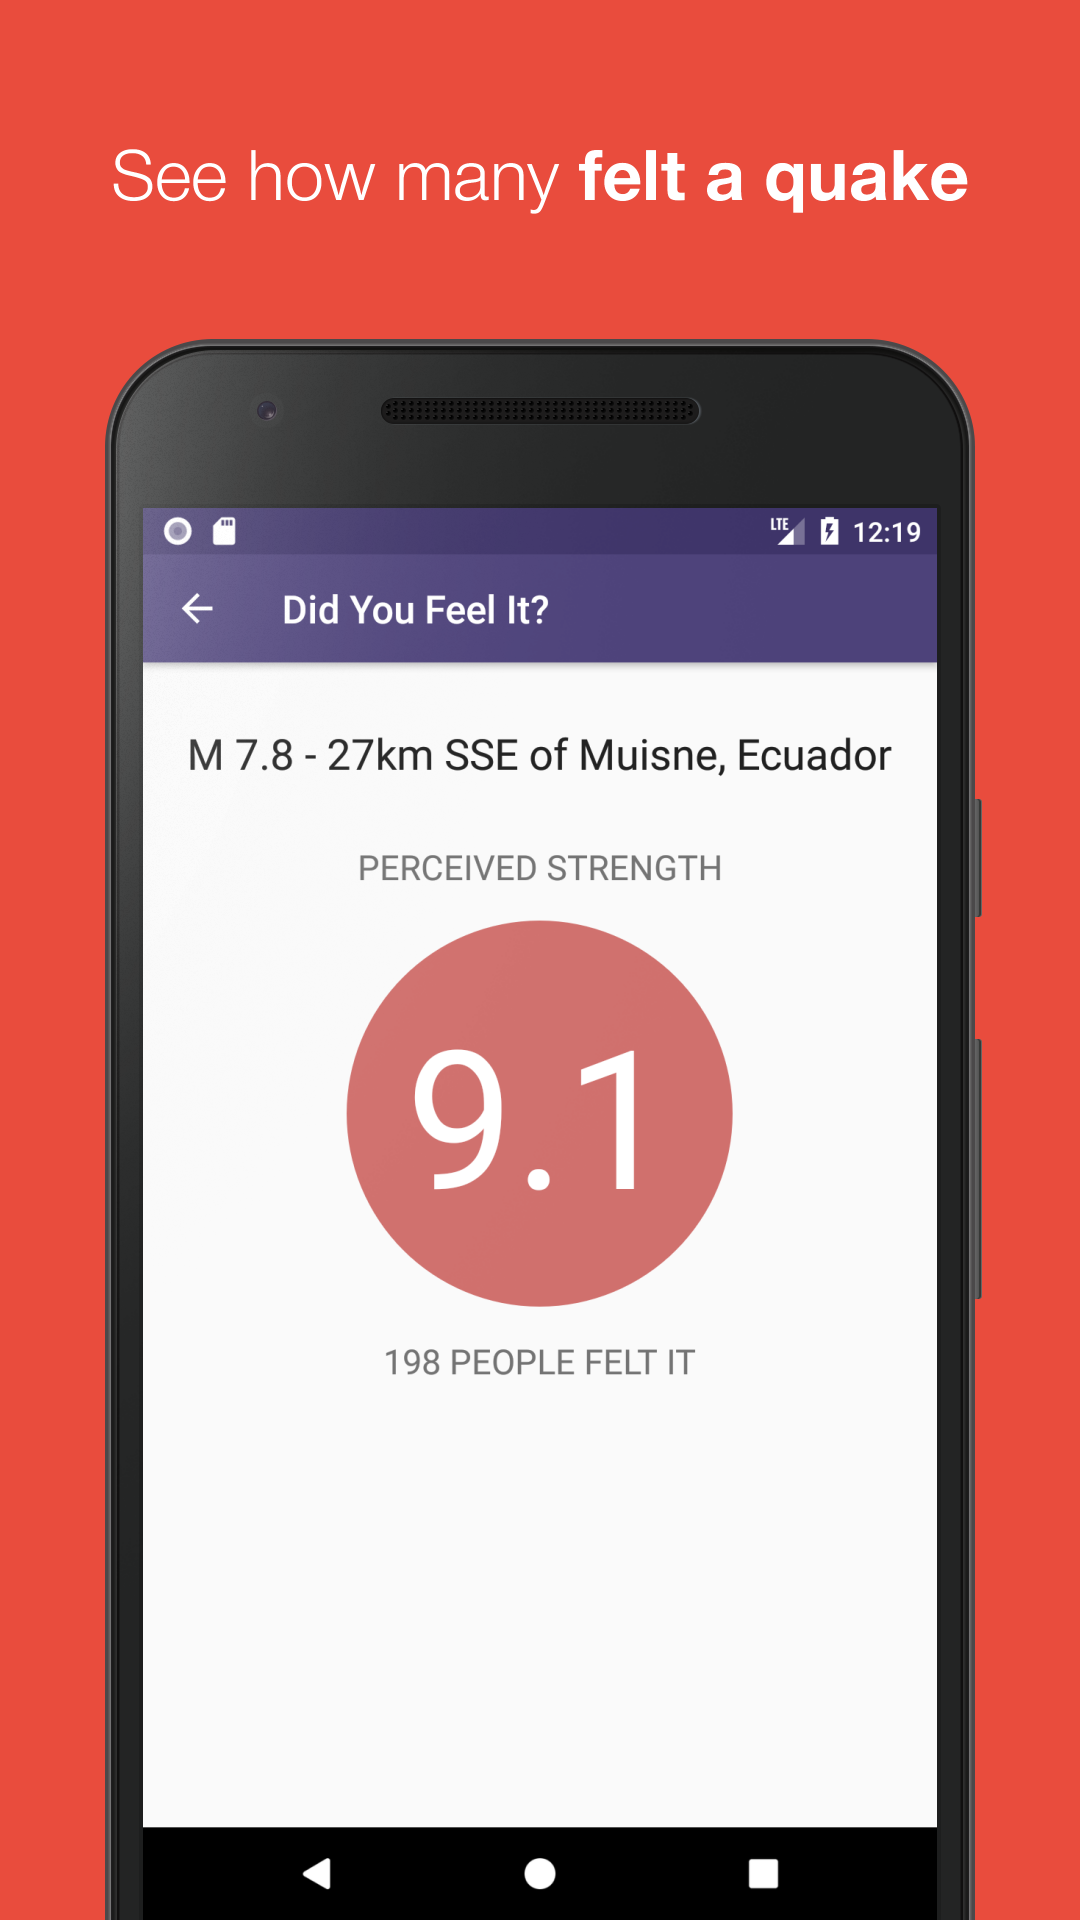 See how many felt a quake
LTE 12:19
Did You Feel It?
M 7.8 - 27km SSE of Muisne, Ecuador
PERCEIVED STRENGTH
9.1
198 PEOPLE FELT IT